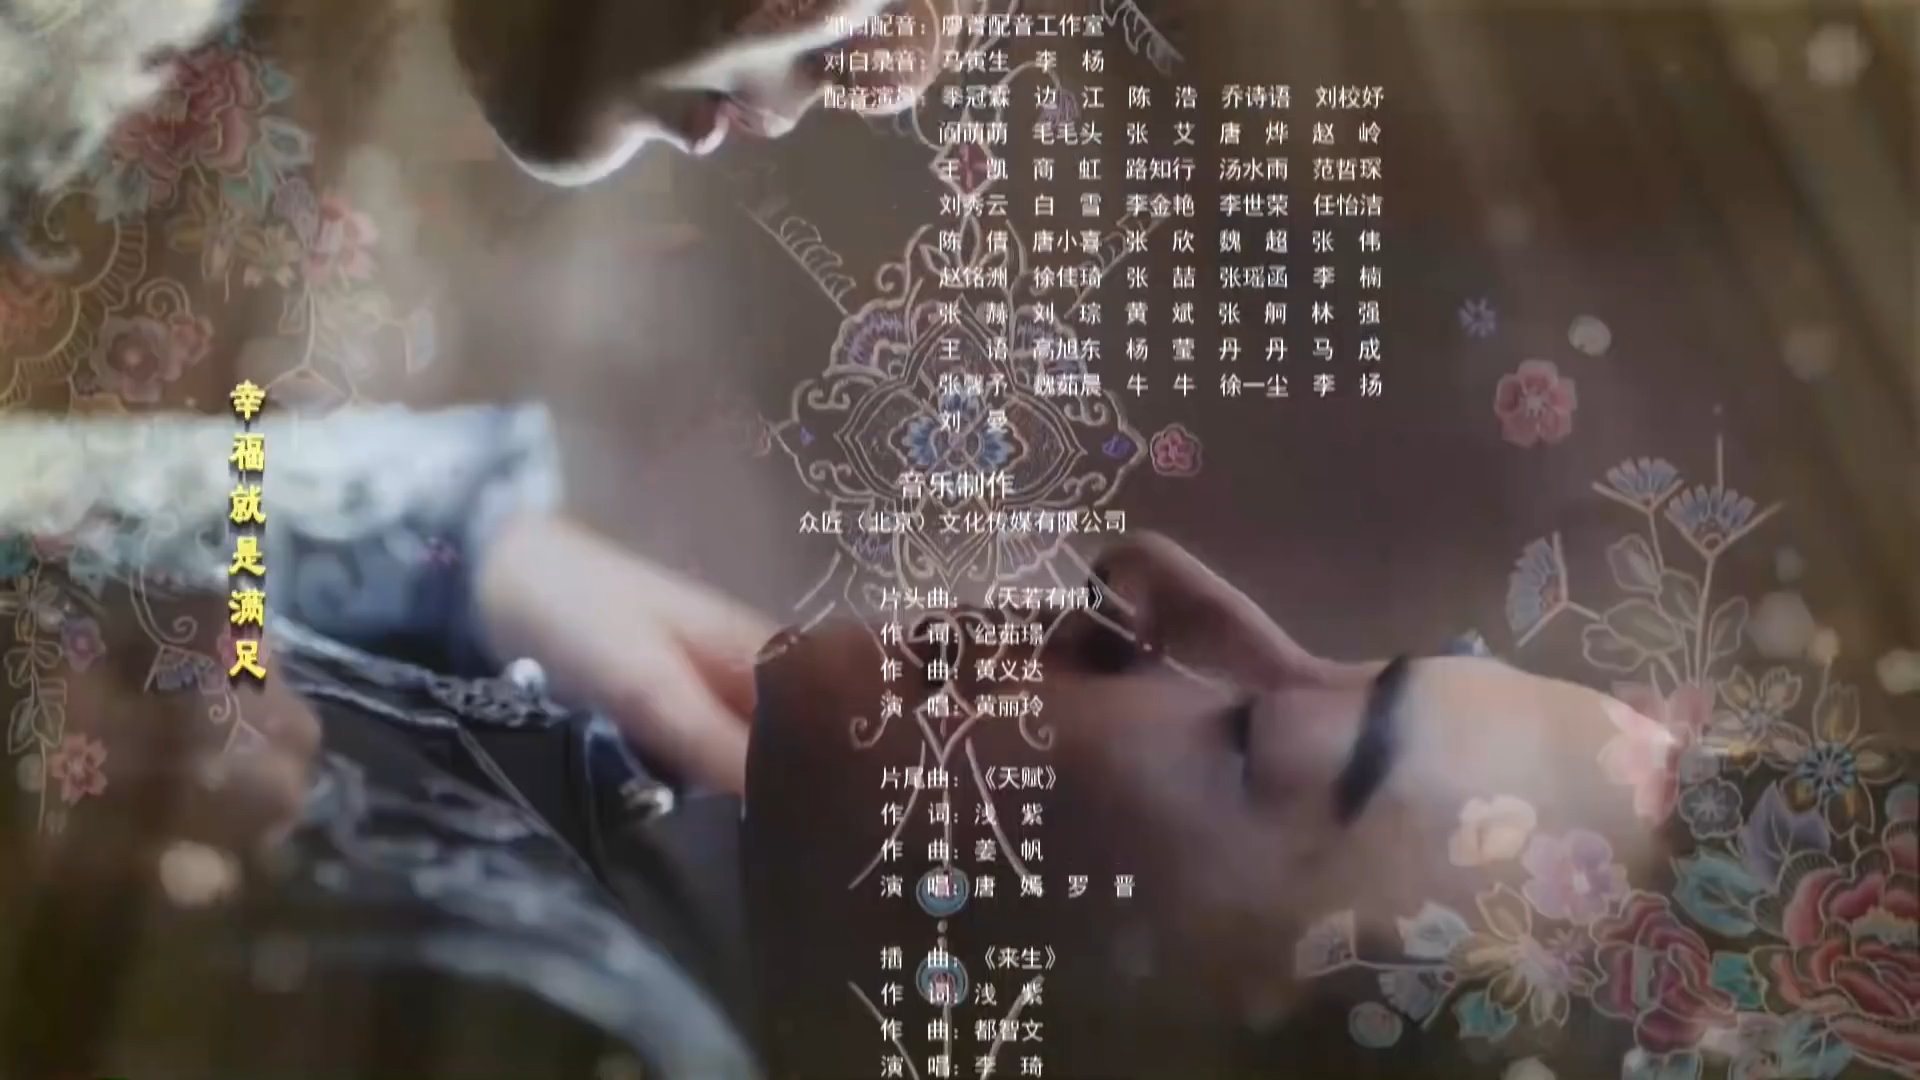 对白配音：廖菁配音工作室
对白录音：马寅生 李 杨
配音演员：季冠霖 边 江 陈 浩 乔诗语 刘校妤
阎萌萌 毛毛头 张 艾 唐 烨 赵 岭
王 凯 商 虹 路知行 汤水雨 范哲琛
刘秀云 白 雪 李金艳 李世荣 任怡洁
陈 倩 唐小喜 张 欣 魏 超 张 伟
赵铭洲 徐佳琦 张 喆 张瑶函 李 楠
张 赫 刘 琮 黄 斌 张 舸 林 强
王 语 高旭东 杨 莹 丹 丹 马 成
张馨予 魏茹晨 牛 牛 徐一尘 李 扬
刘 曼
音乐制作
众匠（北京）文化传媒有限公司
片头曲：《天若有情》
作 词：纪茹璟
作 曲：黄义达
演 唱：黄丽玲
片尾曲：《天赋》
作 词：浅 紫
作 曲：姜 帆
演 唱：唐 嫣 罗 晋
插 曲：《来生》
作 词：浅 紫
作 曲：都智文
演 唱：李 琦
幸福就是满足